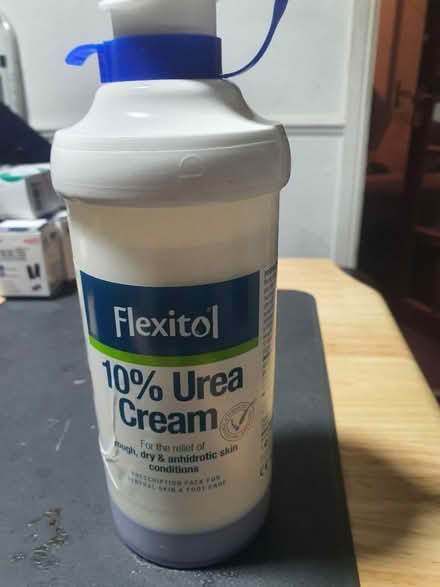 Flexitol
10% Urea
Cream
For the relief of
rough, dry & anhidrotic skin
conditions
PRESCRIPTION PACK FOR
GENERAL SKIN & FOOT CARE